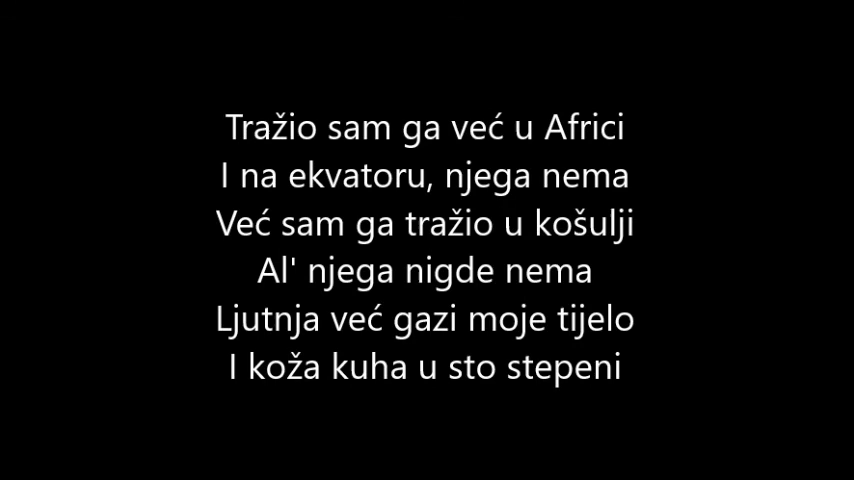 Tražio sam ga već u Africi
I na ekvatoru, njega nema
Već sam ga tražio u košulji
Al' njega nigde nema
Ljutnja već gazi moje tijelo
I koža kuha u sto stepeni